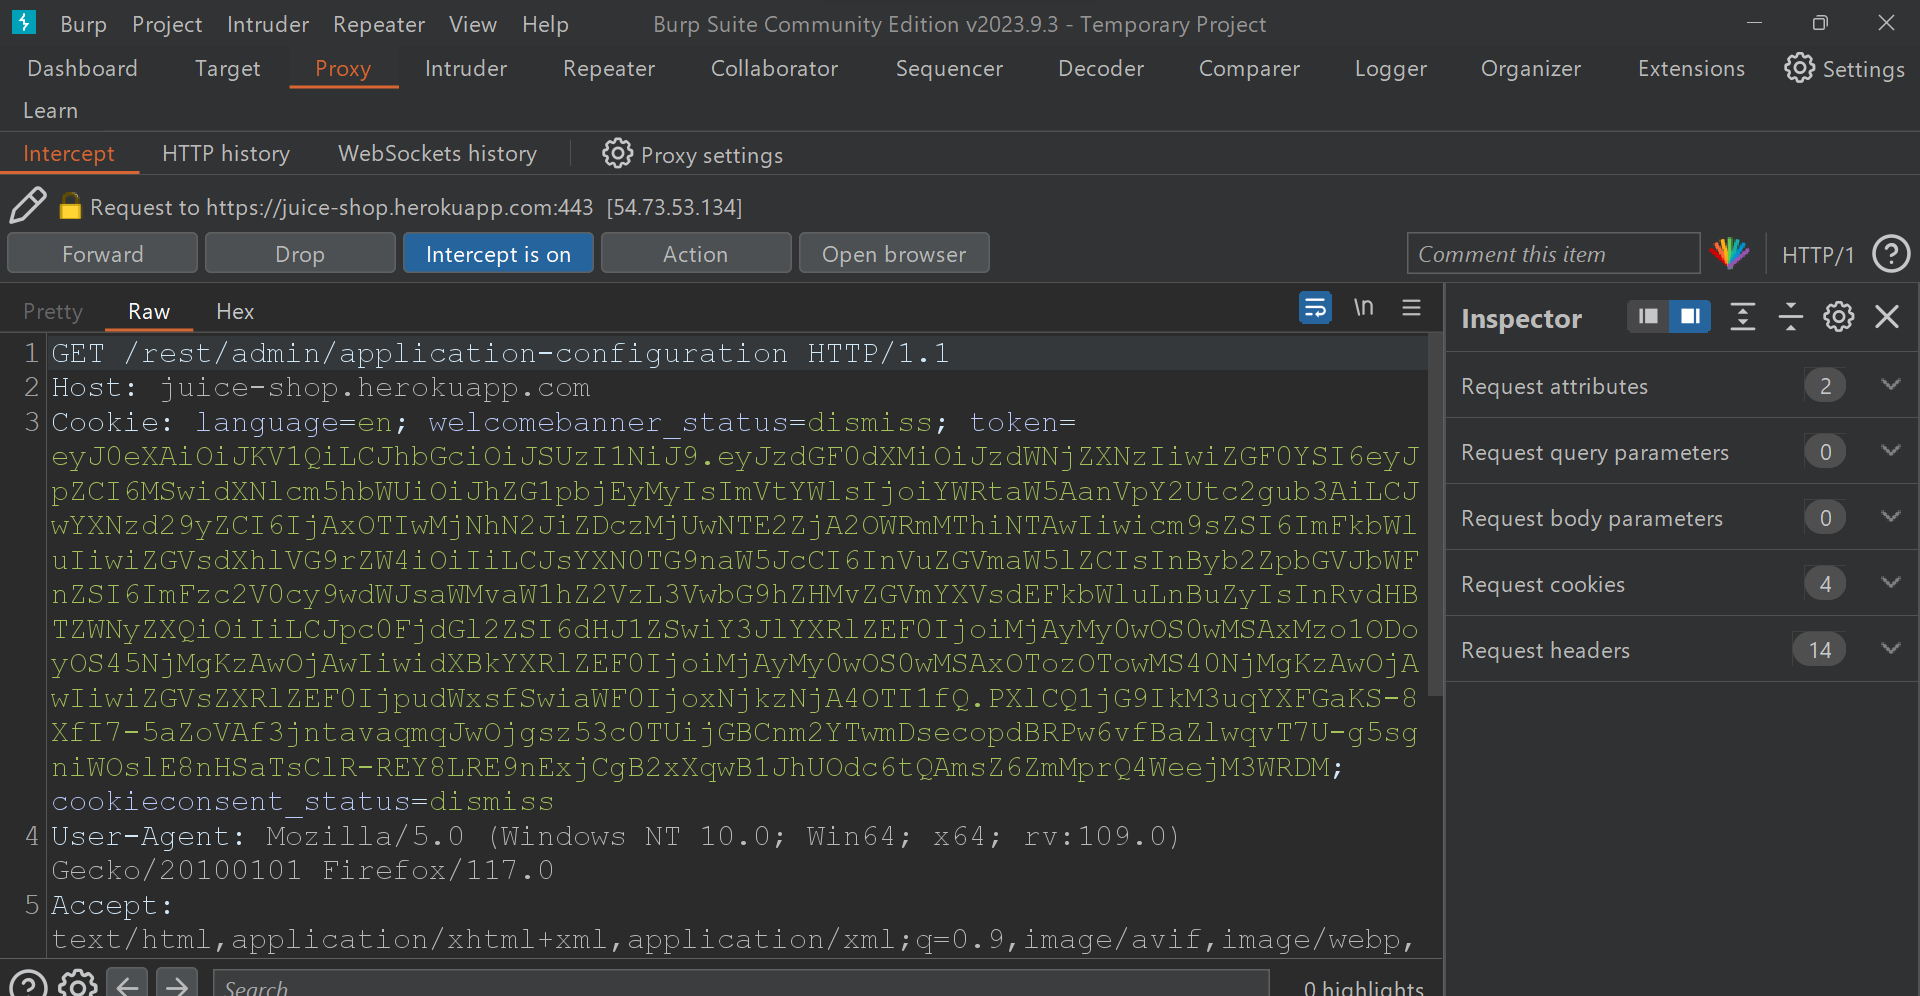 Burp Project Intruder Repeater View Help Burp Suite Community Edition v2023.9.3 - Temporary Project
Dashboard Target Proxy Intruder Repeater Collaborator Sequencer Decoder Comparer Logger Organizer Extensions Settings
Learn
Intercept HTTP history WebSockets history Proxy settings
Request to https://juice-shop.herokuapp.com:443 [54.73.53.134]
Forward Drop Intercept is on Action Open browser Comment this item HTTP/1
Pretty Raw Hex \n
Inspector
1 GET /rest/admin/application-configuration HTTP/1.1
2 Host: juice-shop.herokuapp.com
3 Cookie: language=en; welcomebanner_status=dismiss; token=
eyJ0eXAiOiJKV1QiLCJhbGciOiJSUzI1NiJ9.eyJzdGF0dXMiOiJzdWNjZXNzIiwiZGF0YSI6eyJ
pZCI6MSwidXNlcm5hbWUiOiJhZG1pbjEyMyIsImVtYWlsIjoiYWRtaW5AanVpY2Utc2gub3AiLCJ
wYXNzd29yZCI6IjAxOTIwMjNhN2JiZDczMjUwNTE2ZjA2OWRmMThiNTAwIiwicm9sZSI6ImFkbWl
uIiwiZGVsdXhlVG9rZW4iOiIiLCJsYXN0TG9naW5JcCI6InVuZGVmaW5lZCIsInByb2ZpbGVJbWF
nZSI6ImFzc2V0cy9wdWJsaWMvaW1hZ2VzL3VwbG9hZHMvZGVmYXVsdEFkbWluLnBuZyIsInRvdHB
TZWNyZXQiOiIiLCJpc0FjdGl2ZSI6dHJ1ZSwiY3JlYXRlZEF0IjoiMjAyMy0wOS0wMSAxMzo1ODo
yOS45NjMgKzAwOjAwIiwidXBkYXRlZEF0IjoiMjAyMy0wOS0wMSAxOTozOTowMS40NjMgKzAwOjA
wIiwiZGVsZXRlZEF0IjpudWxsfSwiaWF0IjoxNjkzNjA4OTI1fQ.PXlCQ1jG9IkM3uqYXFGaKS-8
XfI7-5aZoVAf3jntavaqmqJwOjgsz53c0TUijGBCnm2YTwmDsecopdBRPw6vfBaZlwqvT7U-g5sg
niWOslE8nHSaTsClR-REY8LRE9nExjCgB2xXqwB1JhUOdc6tQAmsZ6ZmMprQ4WeejM3WRDM;
cookieconsent_status=dismiss
4 User-Agent: Mozilla/5.0 (Windows NT 10.0; Win64; x64; rv:109.0)
Gecko/20100101 Firefox/117.0
5 Accept:
text/html,application/xhtml+xml,application/xml;q=0.9,image/avif,image/webp,
Request attributes 2
Request query parameters 0
Request body parameters 0
Request cookies 4
Request headers 14
Search 0 highlights